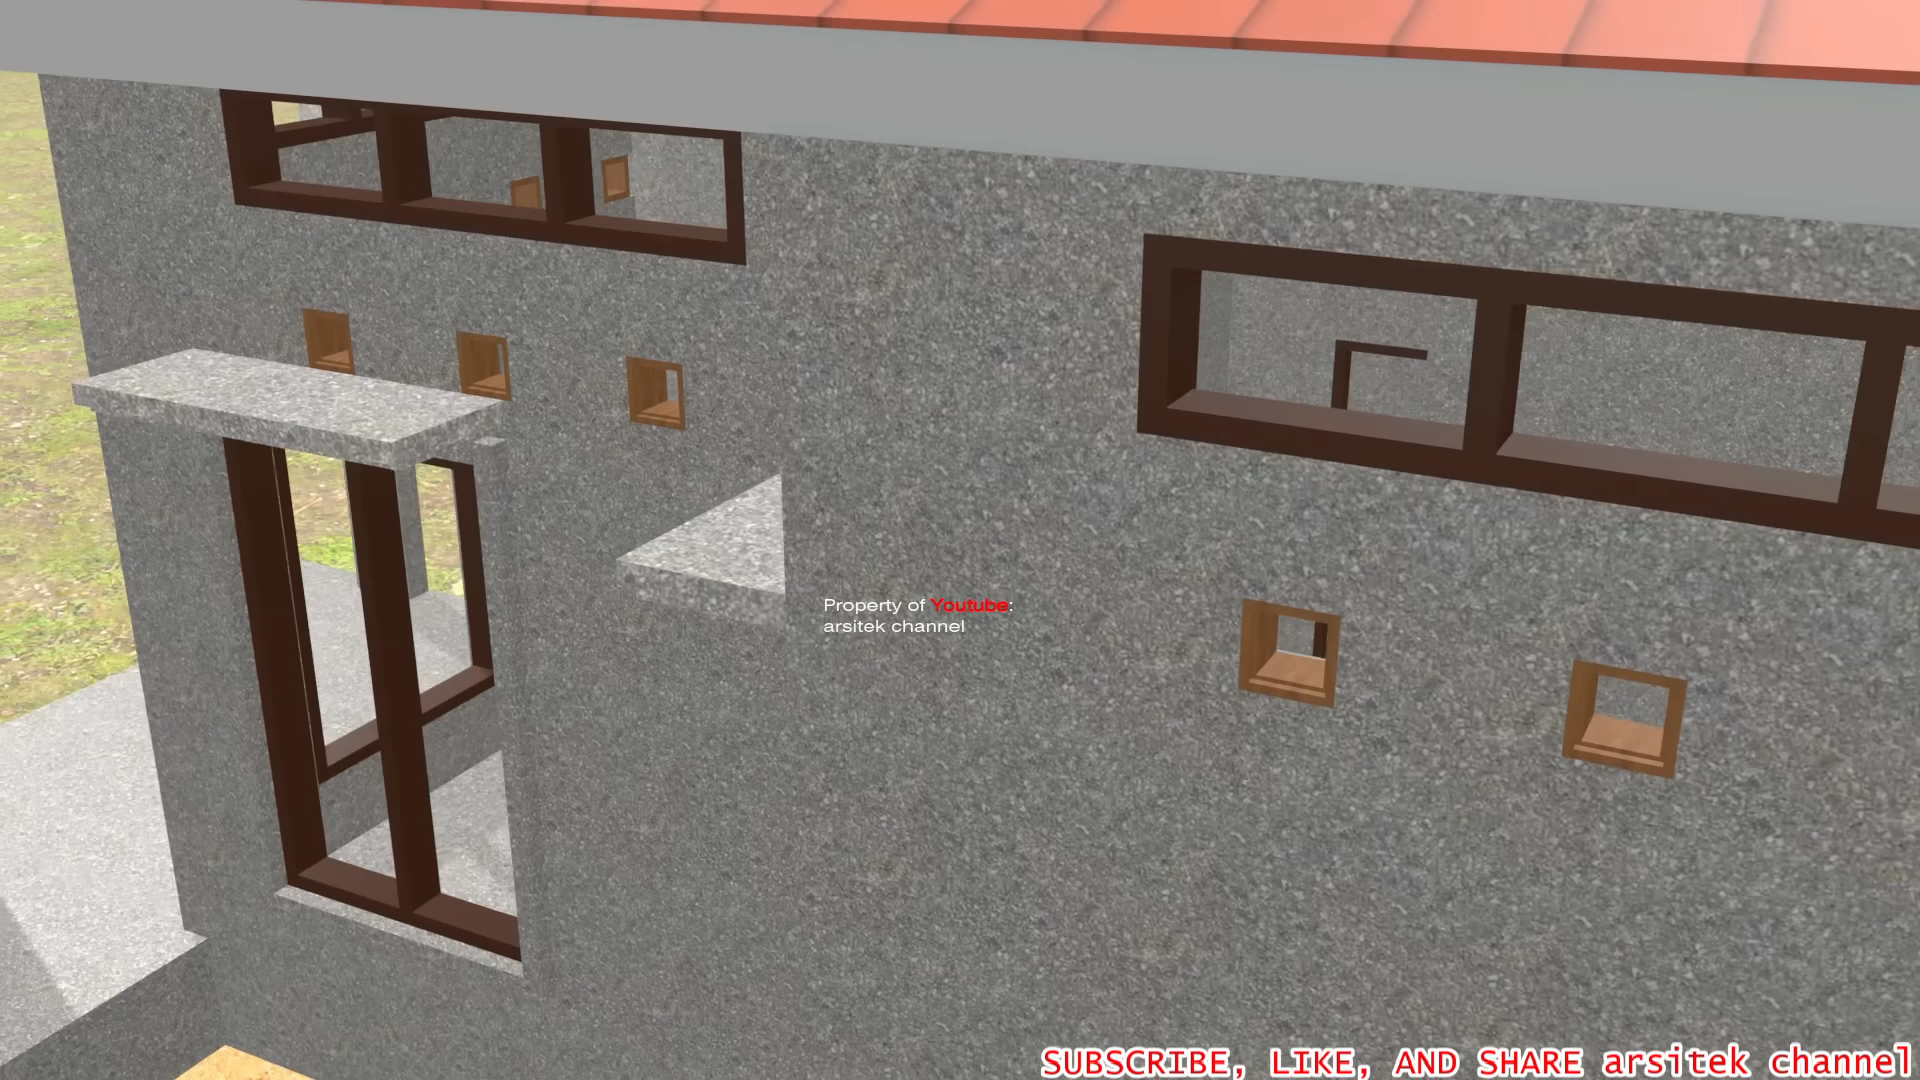 Property of Youtube:
arsitek channel
SUBSCRIBE, LIKE, AND SHARE arsitek channel